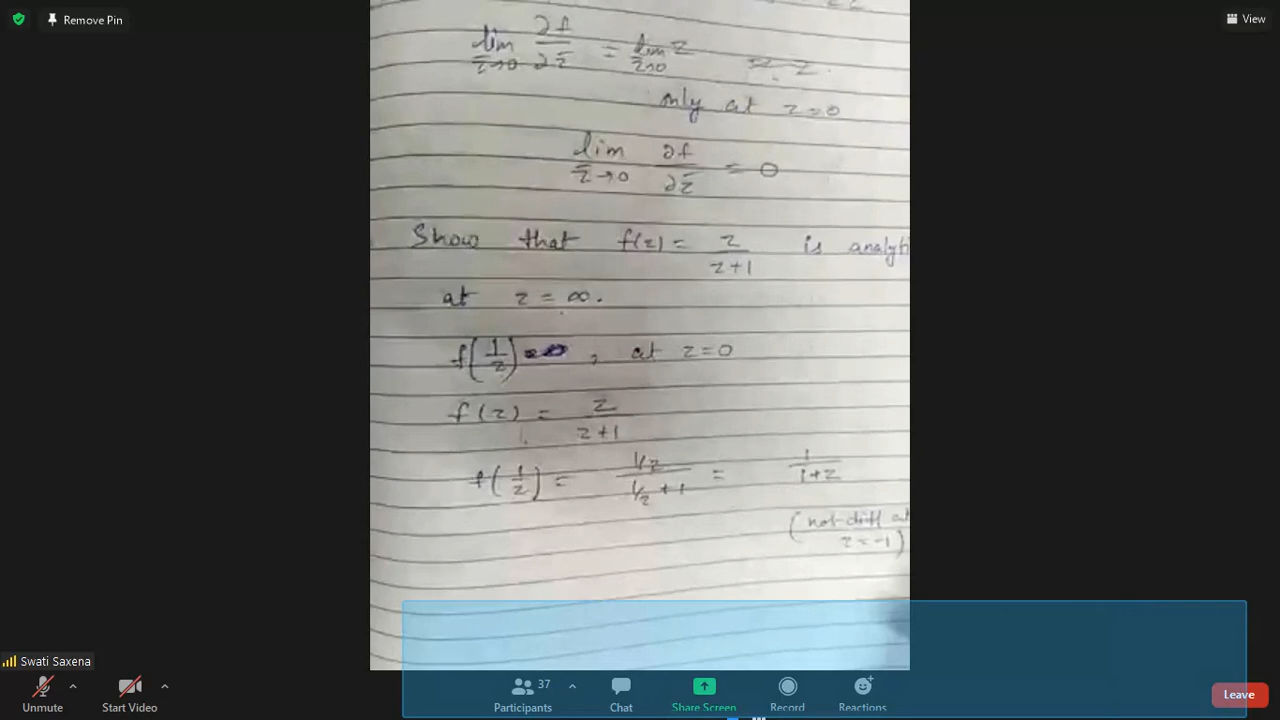 Remove Pin
View
lim z̄→0 ∂f/∂z̄ = lim z̄→0 z
only at z=0
lim z̄→0 ∂f/∂z̄ = 0
Show that f(z) = z/(z+1) is analyti
at z = ∞.
f(1/z) , at z=0
f(z) = z/(z+1)
f(1/z) = (1/z)/(1/z + 1) = 1/(1+z)
(not diff at
z = -1)
Swati Saxena
Unmute
Start Video
37
Participants
Chat
Share Screen
Record
Reactions
Leave